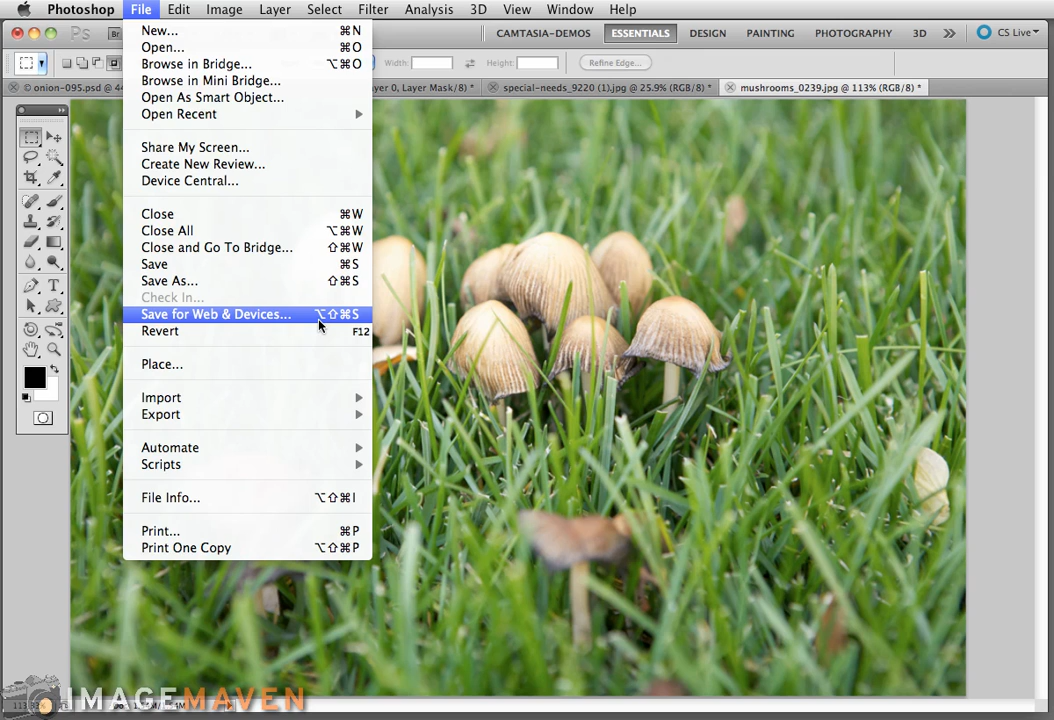 Photoshop File Edit Image Layer Select Filter Analysis 3D View Window Help
Ps Br CAMTASIA-DEMOS ESSENTIALS DESIGN PAINTING PHOTOGRAPHY 3D CS Live
Width: Height: Refine Edge...
© onion-095.psd @ 44 ayer 0, Layer Mask/8) * special-needs_9220 (1).jpg @ 25.9% (RGB/8) * mushrooms_0239.jpg @ 113% (RGB/8) *
New... ⌘N
Open... ⌘O
Browse in Bridge... ⌥⌘O
Browse in Mini Bridge...
Open As Smart Object...
Open Recent
Share My Screen...
Create New Review...
Device Central...
Close ⌘W
Close All ⌥⌘W
Close and Go To Bridge... ⇧⌘W
Save ⌘S
Save As... ⇧⌘S
Check In...
Save for Web & Devices... ⌥⇧⌘S
Revert F12
Place...
Import
Export
Automate
Scripts
File Info... ⌥⇧⌘I
Print... ⌘P
Print One Copy ⌥⇧⌘P
IMAGEMAVEN